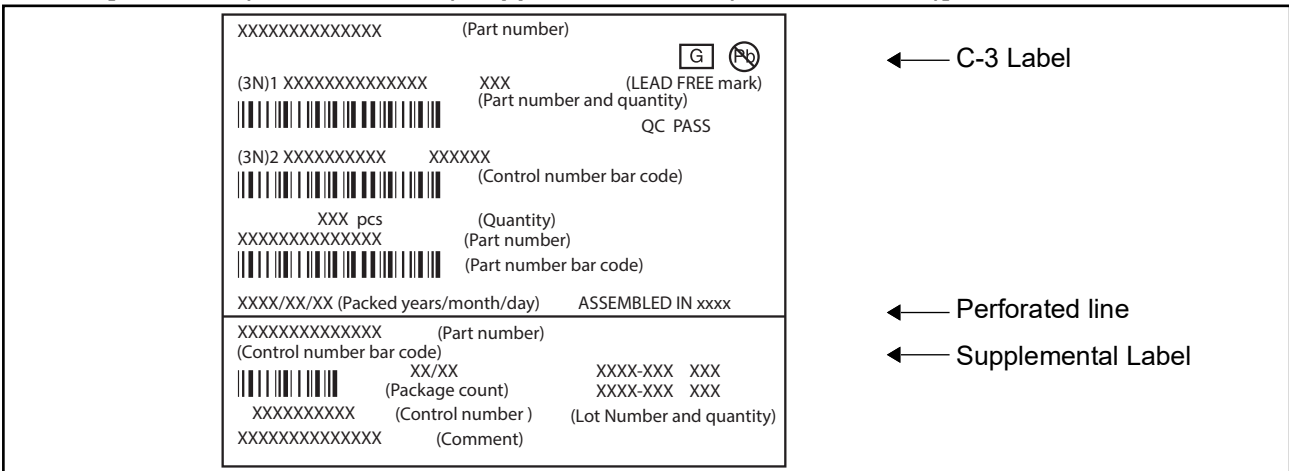 XXXXXXXXXXXXXX (Part number)
G Pb
C-3 Label
(3N)1 XXXXXXXXXXXXXX XXX (LEAD FREE mark)
(Part number and quantity)
QC PASS
(3N)2 XXXXXXXXXX XXXXXX
(Control number bar code)
XXX pcs (Quantity)
XXXXXXXXXXXXXX (Part number)
(Part number bar code)
XXXX/XX/XX (Packed years/month/day) ASSEMBLED IN xxxx
Perforated line
XXXXXXXXXXXXXX (Part number)
(Control number bar code)
Supplemental Label
XX/XX XXXX-XXX XXX
(Package count) XXXX-XXX XXX
XXXXXXXXXX (Control number ) (Lot Number and quantity)
XXXXXXXXXXXXXX (Comment)